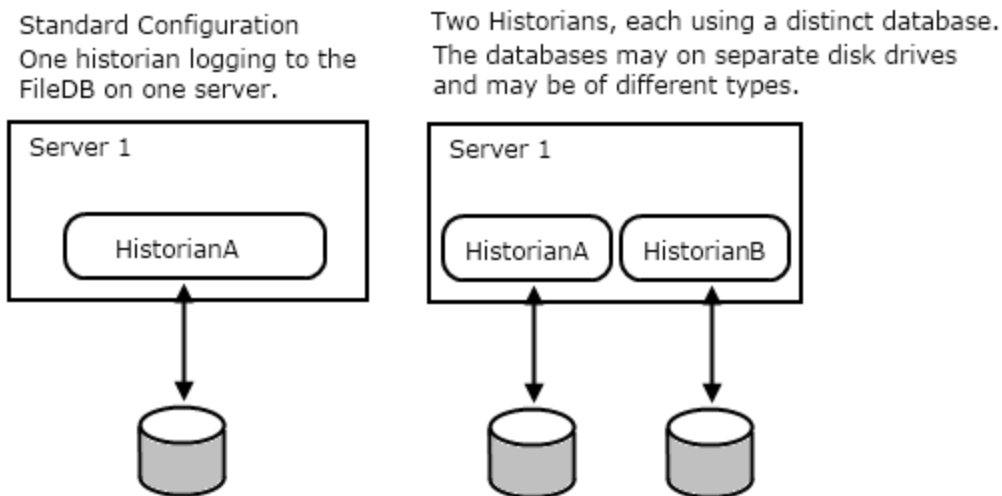 Standard Configuration
One historian logging to the
FileDB on one server.
Server 1
HistorianA
Two Historians, each using a distinct database.
The databases may on separate disk drives
and may be of different types.
Server 1
HistorianA
HistorianB